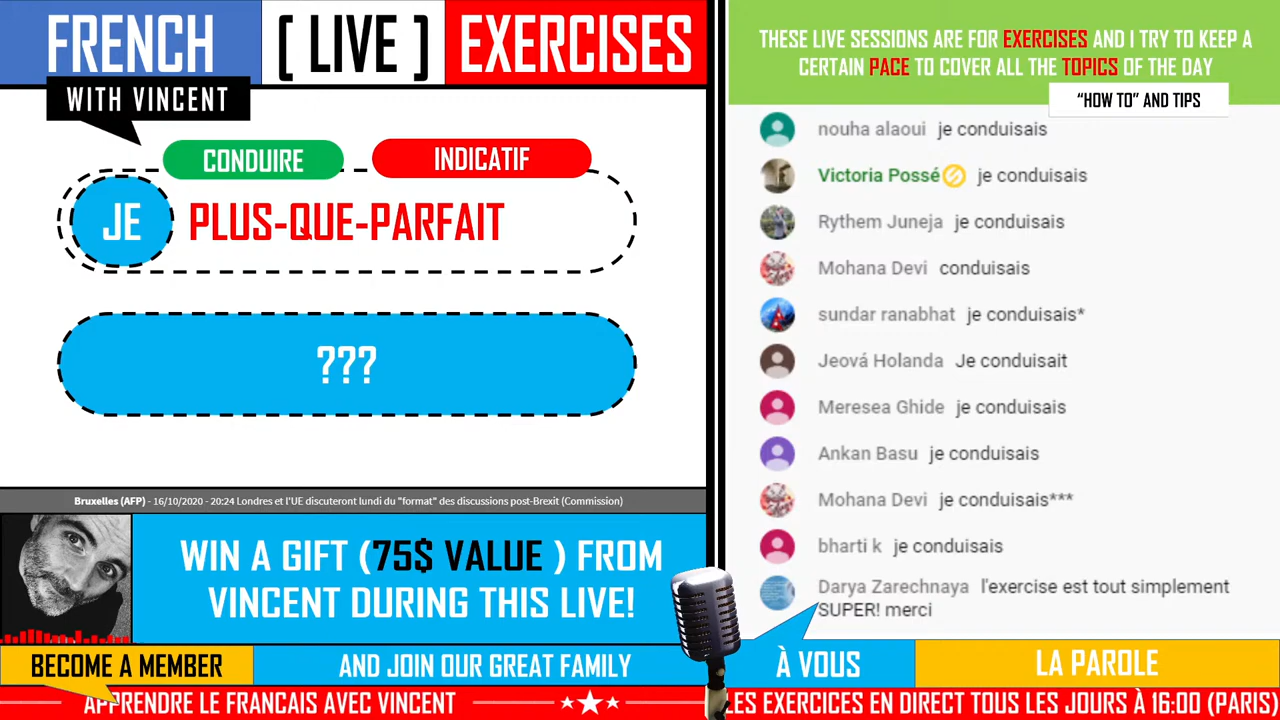 FRENCH [ LIVE ] EXERCISES
WITH VINCENT
CONDUIRE
INDICATIF
JE PLUS-QUE-PARFAIT
???
Bruxelles (AFP) - 16/10/2020 - 20:24 Londres et l'UE discuteront lundi du "format" des discussions post-Brexit (Commission)
WIN A GIFT (75$ VALUE ) FROM
VINCENT DURING THIS LIVE!
BECOME A MEMBER
AND JOIN OUR GREAT FAMILY
APPRENDRE LE FRANCAIS AVEC VINCENT
THESE LIVE SESSIONS ARE FOR EXERCISES AND I TRY TO KEEP A
CERTAIN PACE TO COVER ALL THE TOPICS OF THE DAY
“HOW TO” AND TIPS
nouha alaoui je conduisais
Victoria Possé je conduisais
Rythem Juneja je conduisais
Mohana Devi conduisais
sundar ranabhat je conduisais*
Jeová Holanda Je conduisait
Meresea Ghide je conduisais
Ankan Basu je conduisais
Mohana Devi je conduisais***
bharti k je conduisais
Darya Zarechnaya l'exercise est tout simplement
SUPER! merci
À VOUS
LA PAROLE
LES EXERCICES EN DIRECT TOUS LES JOURS À 16:00 (PARIS)